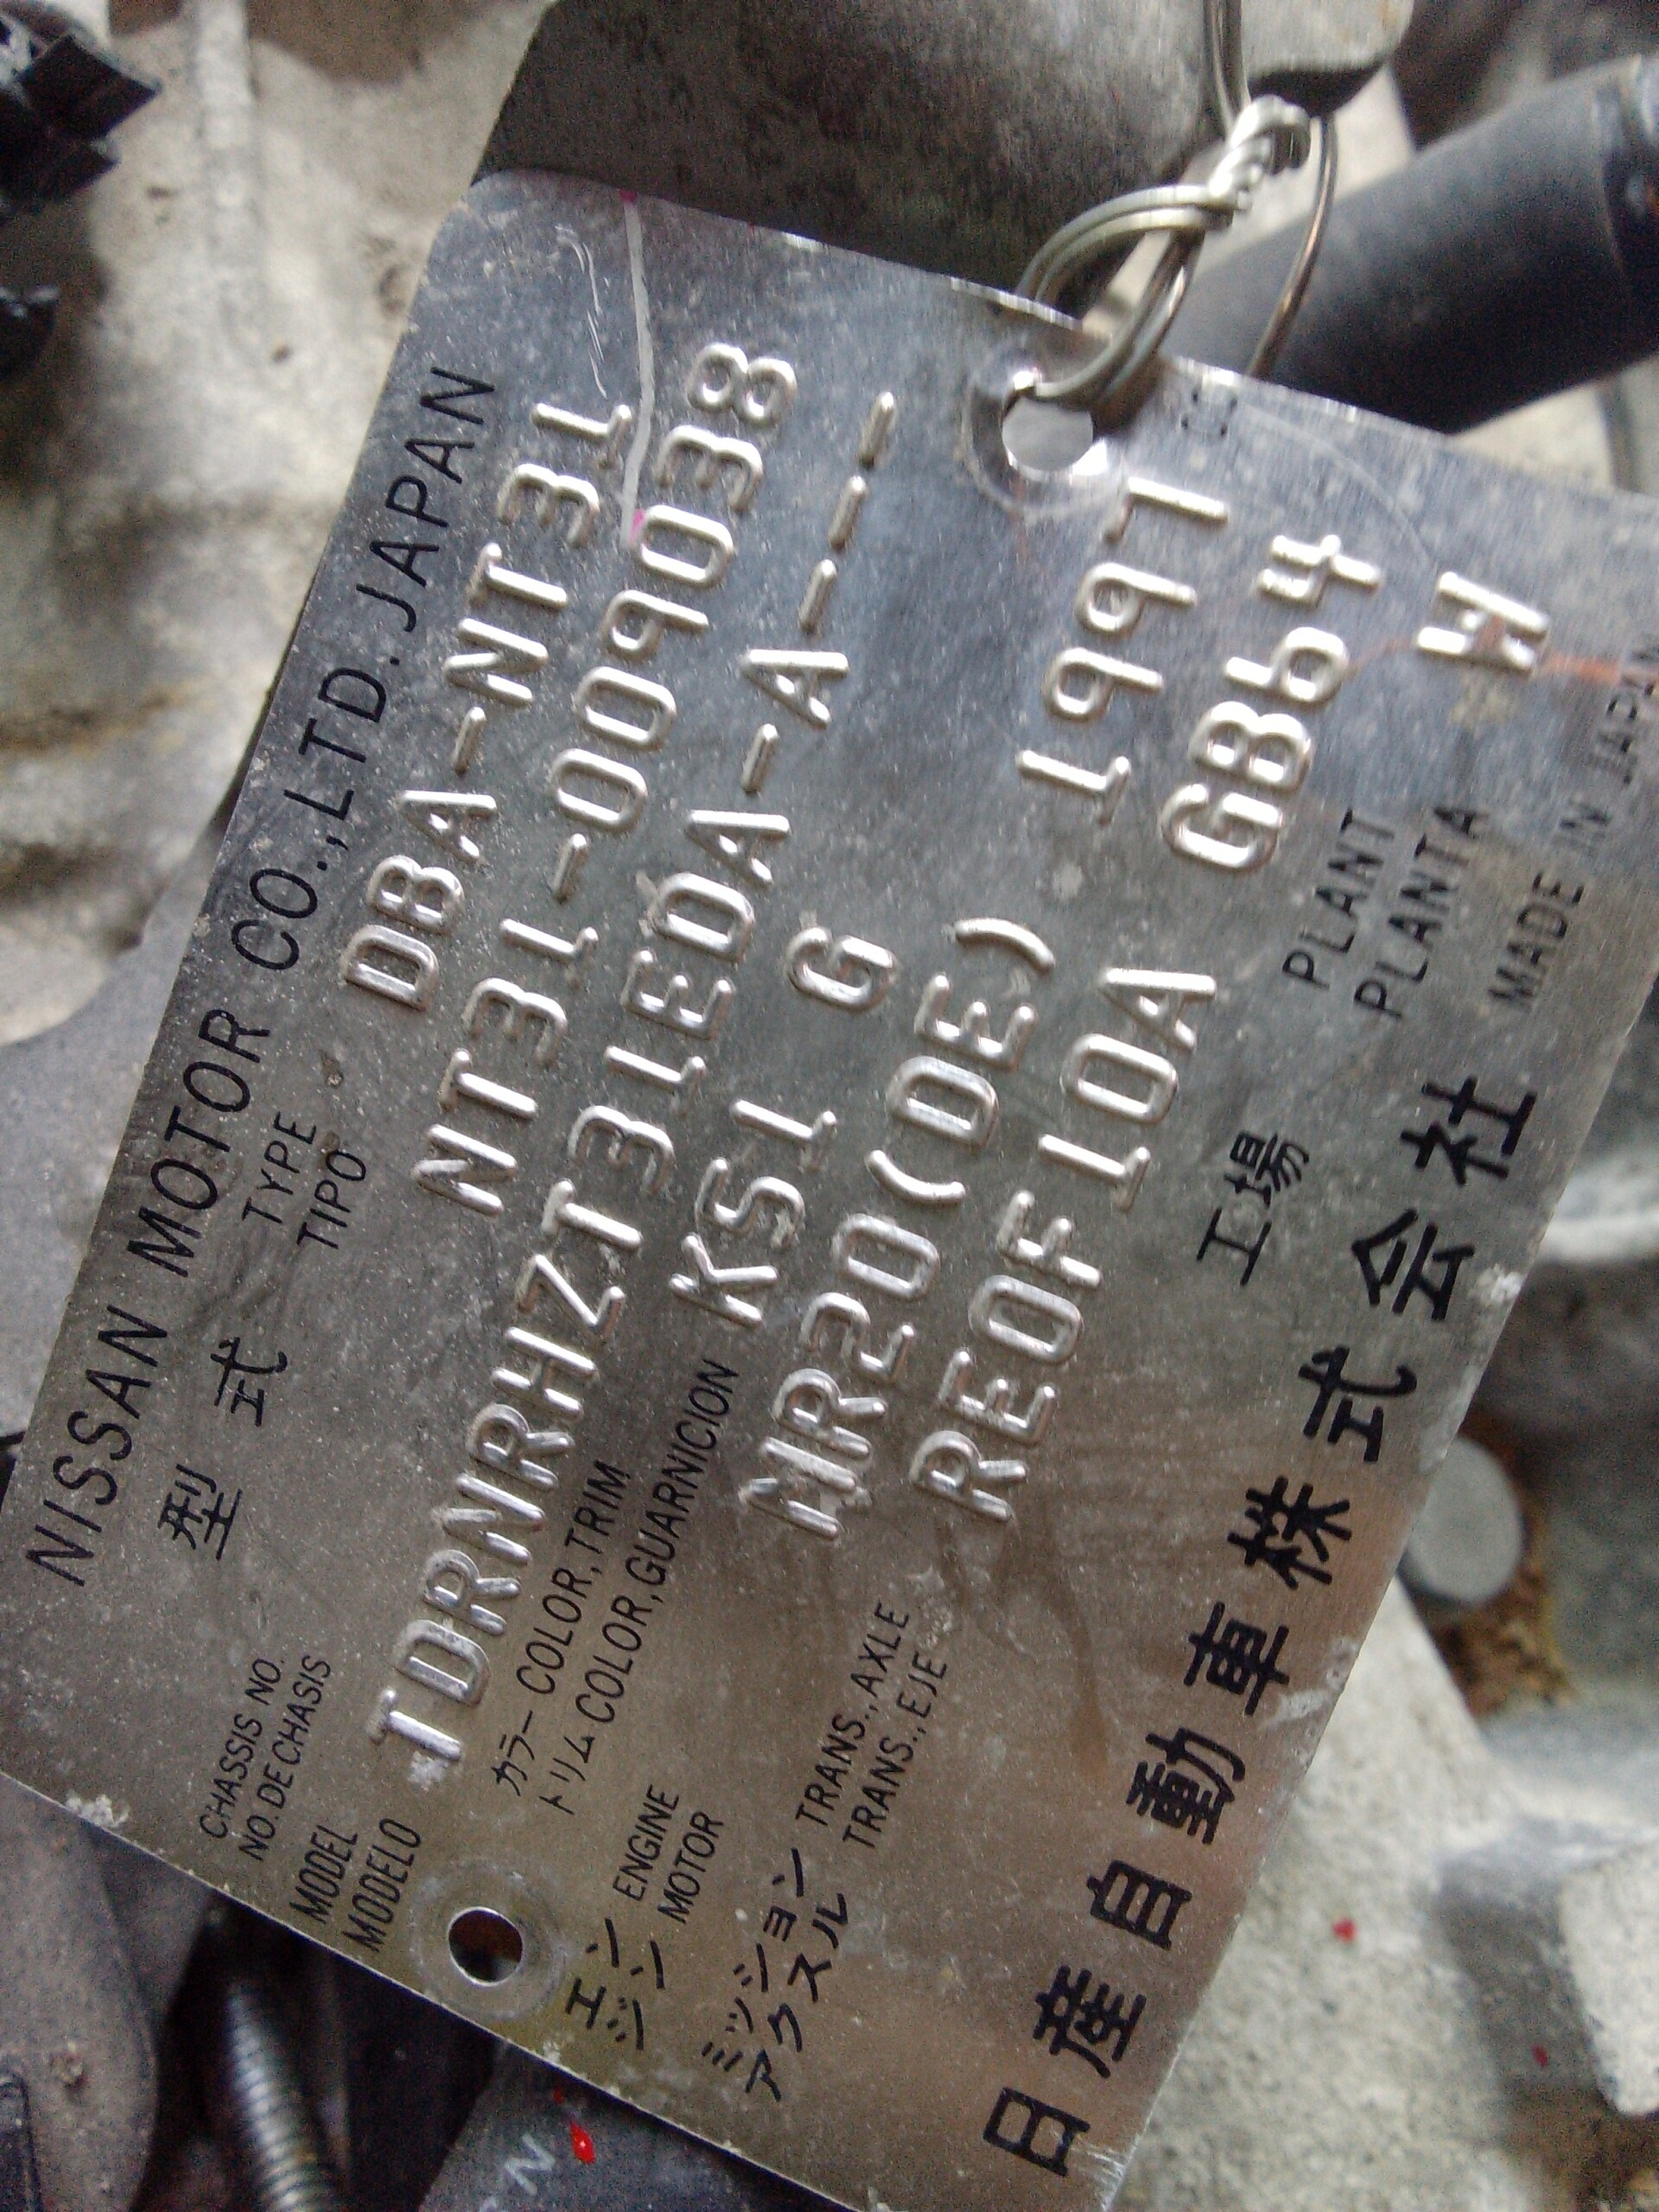 NISSAN MOTOR CO.,LTD. JAPAN
型式 TYPE
TIPO
DBA-NT31
CHASSIS NO.
NO. DE CHASIS
NT31-009038
MODEL
MODELO
TDRNRHZT31EDA-A---
カラー COLOR, TRIM
トリム COLOR, GUARNICION
KS1 G
エン ENGINE
ジン MOTOR
MR20(DE) 1997
ミッション TRANS., AXLE
アクスル TRANS., EJE
RE0F10A GB64
工場 PLANT
PLANTA
H
日産自動車株式会社 MADE IN JAPAN